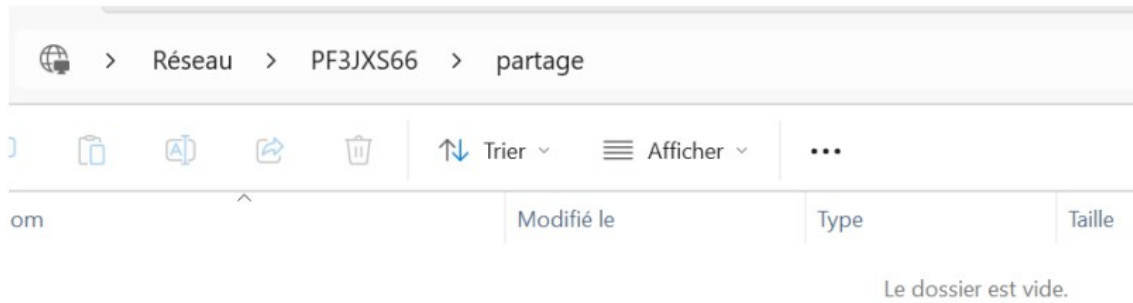 Réseau > PF3JXS66 > partage
Trier Afficher
om Modifié le Type Taille
Le dossier est vide.